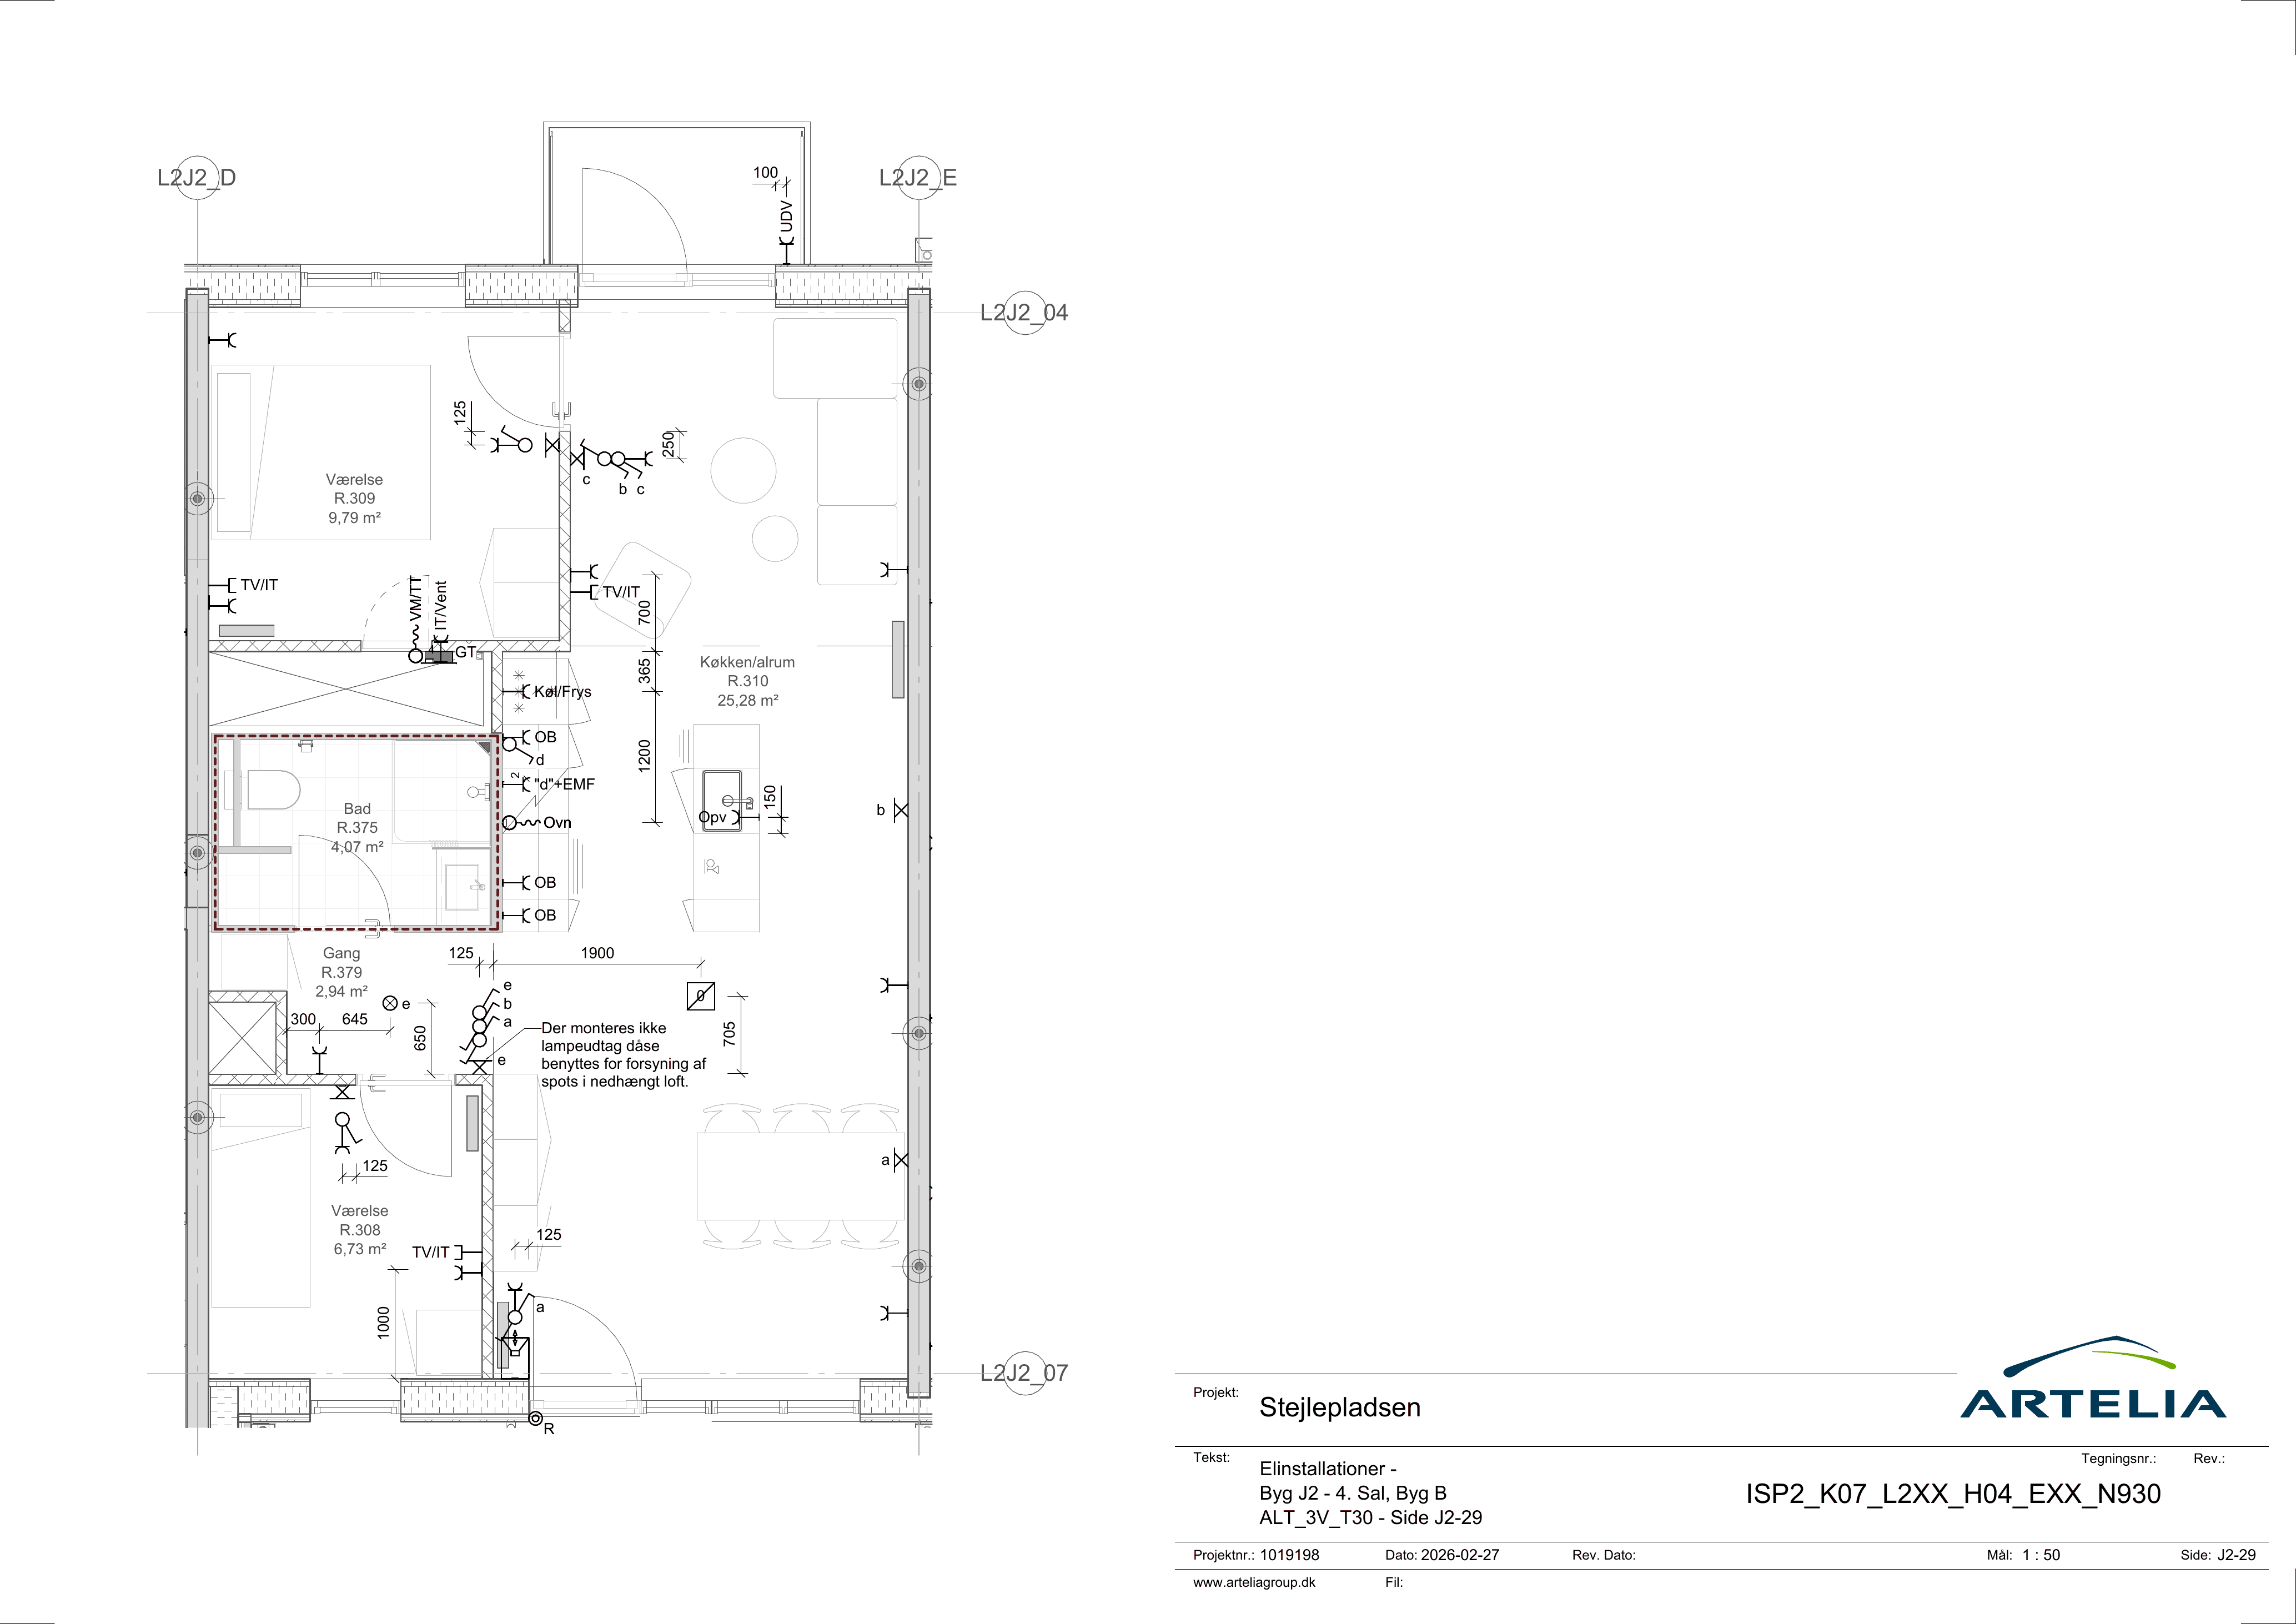 L2J2_D
L2J2_E
100
UDV
L2J2_04
125
250
c
b c
Værelse
R.309
9,79 m²
TV/IT
VM/TT
IT/Vent
TV/IT
700
GT
Køkken/alrum
R.310
25,28 m²
365
Køl/Frys
OB
d
1200
2
"d"+EMF
150
Opv
b
Bad
R.375
4,07 m²
Ovn
OB
OB
Gang
R.379
2,94 m²
125
1900
e
e
b
a
0
300
645
650
705
Der monteres ikke
lampeudtag dåse
benyttes for forsyning af
spots i nedhængt loft.
e
125
a
Værelse
R.308
6,73 m²
TV/IT
125
1000
a
L2J2_07
R
ARTELIA
Projekt:
Stejlepladsen
Tekst:
Elinstallationer -
Byg J2 - 4. Sal, Byg B
ALT_3V_T30 - Side J2-29
Tegningsnr.:
Rev.:
ISP2_K07_L2XX_H04_EXX_N930
Projektnr.: 1019198
Dato: 2026-02-27
Rev. Dato:
Mål: 1 : 50
Side: J2-29
www.arteliagroup.dk
Fil: